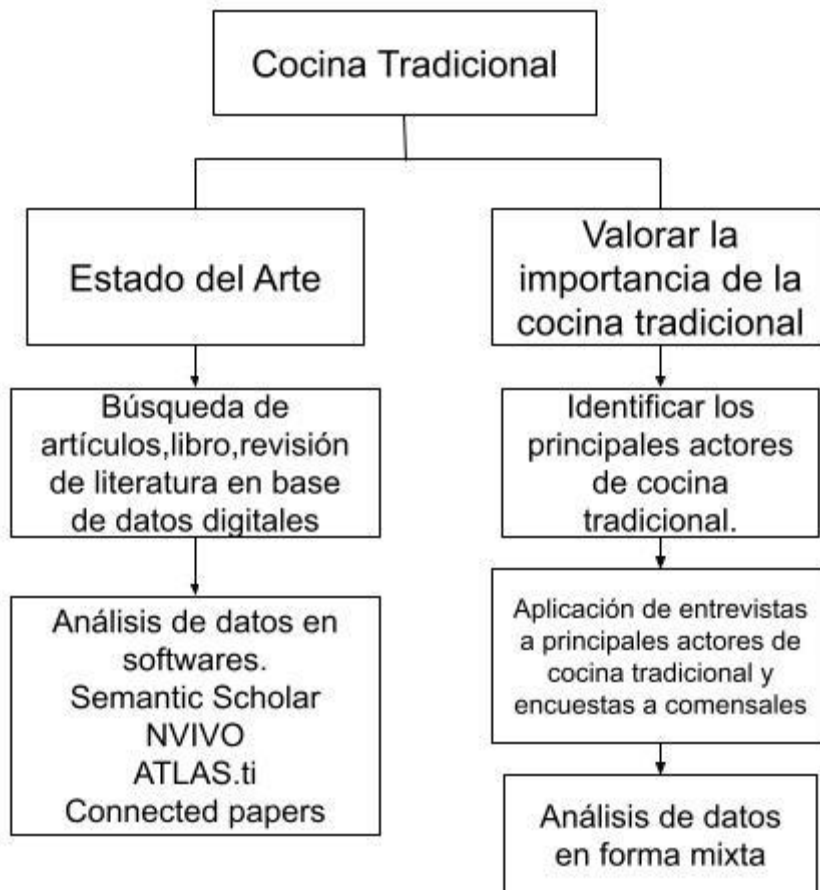 Cocina Tradicional
Estado del Arte
Búsqueda de
artículos,libro,revisión
de literatura en base
de datos digitales
Análisis de datos en
softwares.
Semantic Scholar
NVIVO
ATLAS.ti
Connected papers
Valorar la
importancia de la
cocina tradicional
Identificar los
principales actores
de cocina
tradicional.
Aplicación de entrevistas
a principales actores de
cocina tradicional y
encuestas a comensales
Análisis de datos
en forma mixta